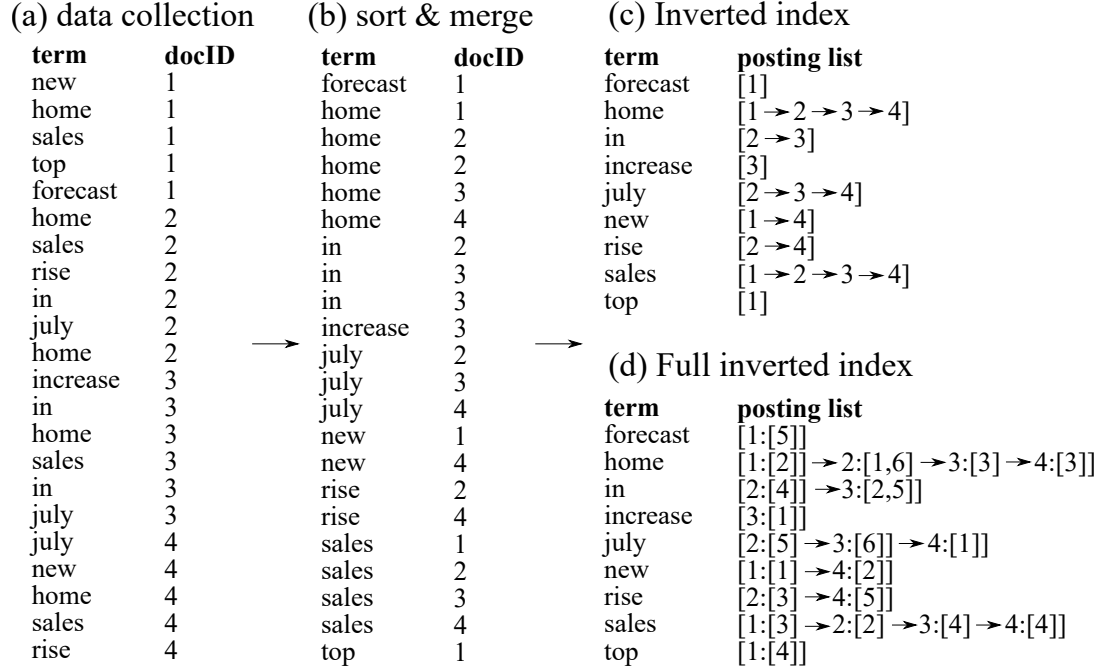 (a) data collection
term docID
new 1
home 1
sales 1
top 1
forecast 1
home 2
sales 2
rise 2
in 2
july 2
home 2
increase 3
in 3
home 3
sales 3
in 3
july 3
july 4
new 4
home 4
sales 4
rise 4
(b) sort & merge
term docID
forecast 1
home 1
home 2
home 2
home 3
home 4
in 2
in 3
in 3
increase 3
july 2
july 3
july 4
new 1
new 4
rise 2
rise 4
sales 1
sales 2
sales 3
sales 4
top 1
(c) Inverted index
term posting list
forecast [1]
home [1→2→3→4]
in [2→3]
increase [3]
july [2→3→4]
new [1→4]
rise [2→4]
sales [1→2→3→4]
top [1]
(d) Full inverted index
term posting list
forecast [1:[5]]
home [1:[2]]→2:[1,6]→3:[3]→4:[3]]
in [2:[4]]→3:[2,5]]
increase [3:[1]]
july [2:[5]→3:[6]]→4:[1]]
new [1:[1]→4:[2]]
rise [2:[3]→4:[5]]
sales [1:[3]→2:[2]→3:[4]→4:[4]]
top [1:[4]]